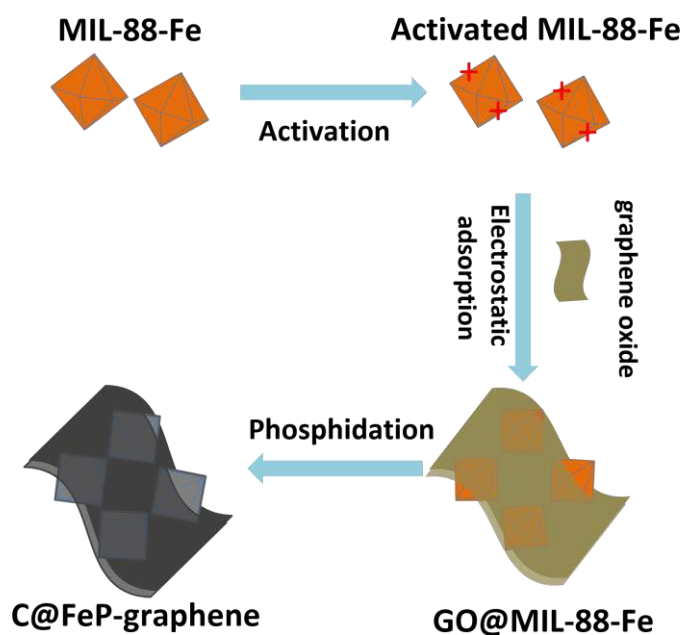 MIL-88-Fe
Activated MIL-88-Fe
Activation
Electrostatic
adsorption
graphene oxide
Phosphidation
C@FeP-graphene
GO@MIL-88-Fe